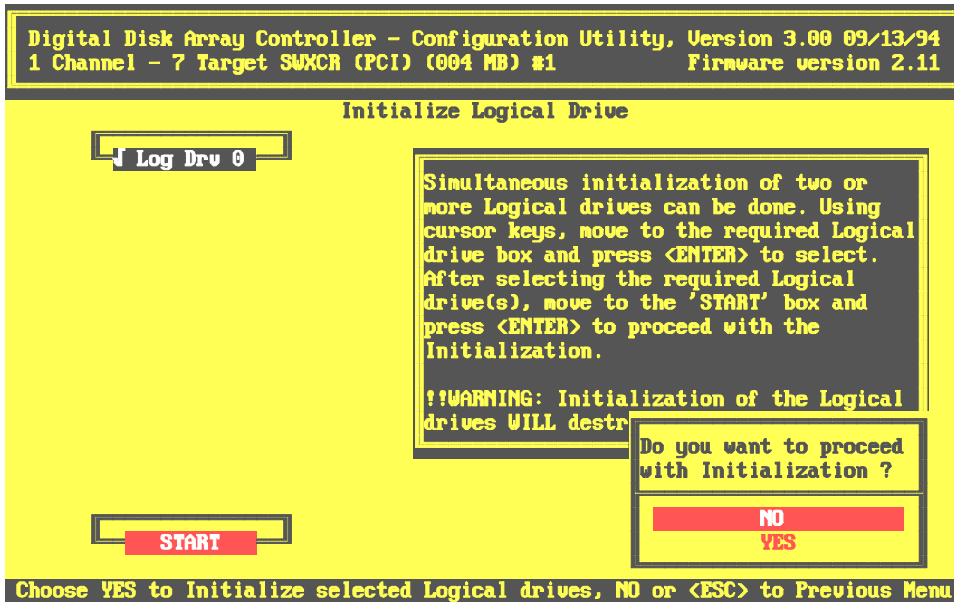 Digital Disk Array Controller - Configuration Utility, Version 3.00 09/13/94
1 Channel - 7 Target SWXCR (PCI) (004 MB) #1 Firmware version 2.11
Initialize Logical Drive
√ Log Drv 0
Simultaneous initialization of two or
more Logical drives can be done. Using
cursor keys, move to the required Logical
drive box and press <ENTER> to select.
After selecting the required Logical
drive(s), move to the 'START' box and
press <ENTER> to proceed with the
Initialization.
!!WARNING: Initialization of the Logical
drives WILL destr
Do you want to proceed
with Initialization ?
NO
YES
START
Choose YES to Initialize selected Logical drives, NO or <ESC> to Previous Menu